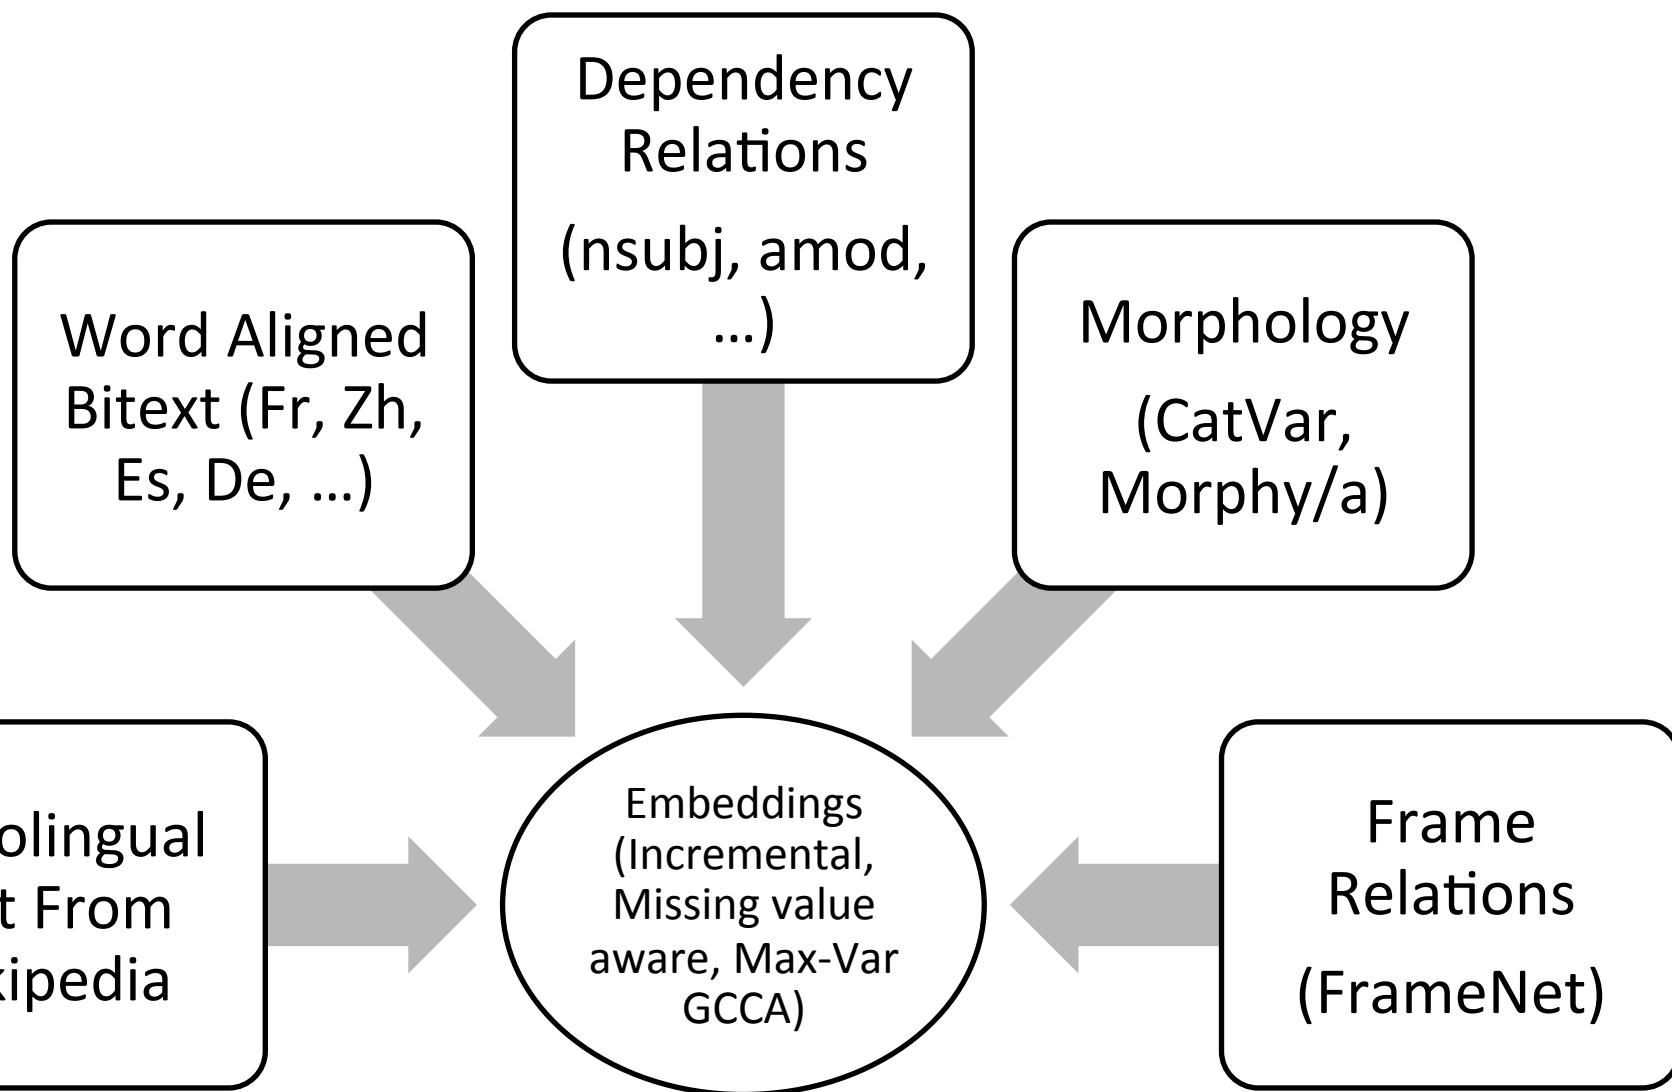 Dependency
Relations
(nsubj, amod,
…)
Word Aligned
Bitext (Fr, Zh,
Es, De, …)
Morphology
(CatVar,
Morphy/a)
olingual
t From
kipedia
Embeddings
(Incremental,
Missing value
aware, Max-Var
GCCA)
Frame
Relations
(FrameNet)